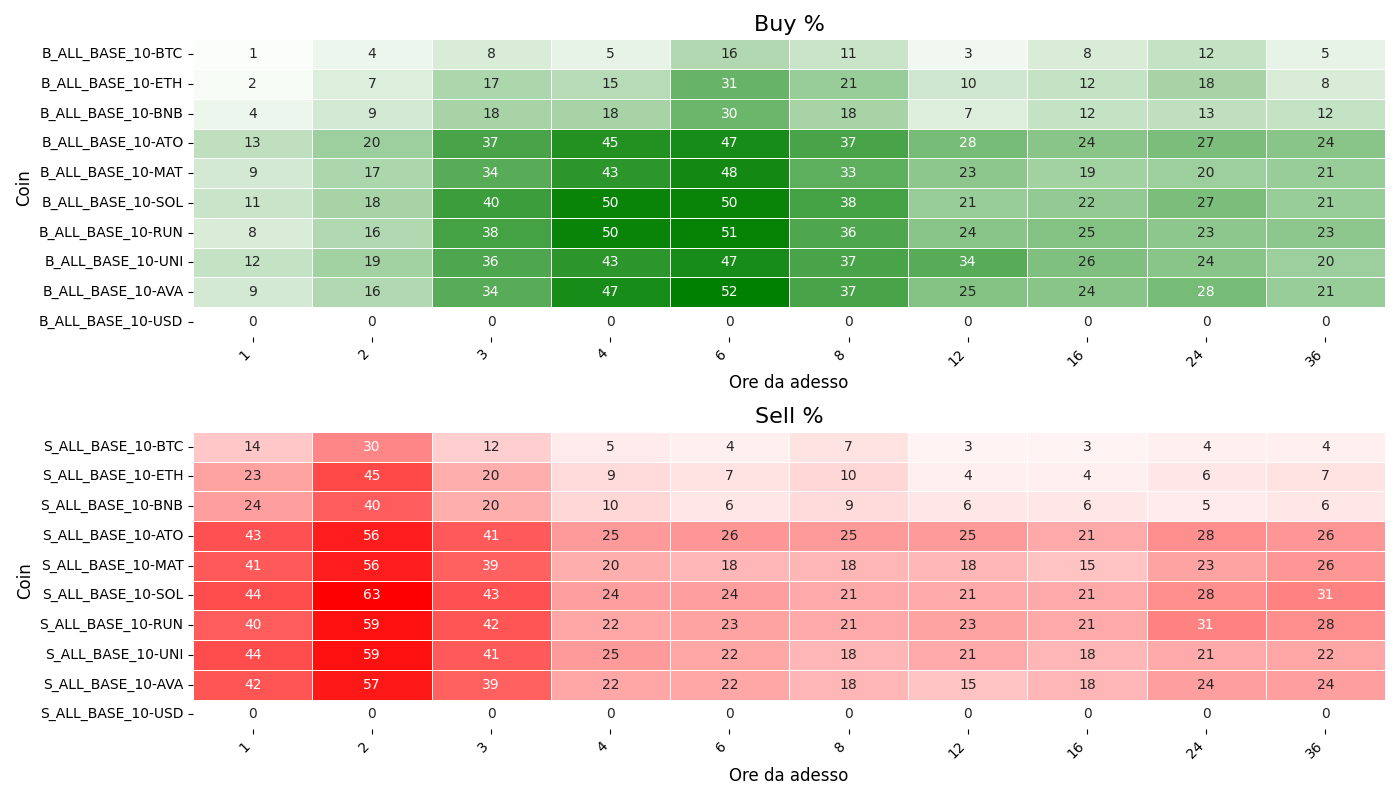 Buy %
Coin
B_ALL_BASE_10-BTC 1 4 8 5 16 11 3 8 12 5
B_ALL_BASE_10-ETH 2 7 17 15 31 21 10 12 18 8
B_ALL_BASE_10-BNB 4 9 18 18 30 18 7 12 13 12
B_ALL_BASE_10-ATO 13 20 37 45 47 37 28 24 27 24
B_ALL_BASE_10-MAT 9 17 34 43 48 33 23 19 20 21
B_ALL_BASE_10-SOL 11 18 40 50 50 38 21 22 27 21
B_ALL_BASE_10-RUN 8 16 38 50 51 36 24 25 23 23
B_ALL_BASE_10-UNI 12 19 36 43 47 37 34 26 24 20
B_ALL_BASE_10-AVA 9 16 34 47 52 37 25 24 28 21
B_ALL_BASE_10-USD 0 0 0 0 0 0 0 0 0 0
1 2 3 4 6 8 12 16 24 36
Ore da adesso
Sell %
Coin
S_ALL_BASE_10-BTC 14 30 12 5 4 7 3 3 4 4
S_ALL_BASE_10-ETH 23 45 20 9 7 10 4 4 6 7
S_ALL_BASE_10-BNB 24 40 20 10 6 9 6 6 5 6
S_ALL_BASE_10-ATO 43 56 41 25 26 25 25 21 28 26
S_ALL_BASE_10-MAT 41 56 39 20 18 18 18 15 23 26
S_ALL_BASE_10-SOL 44 63 43 24 24 21 21 21 28 31
S_ALL_BASE_10-RUN 40 59 42 22 23 21 23 21 31 28
S_ALL_BASE_10-UNI 44 59 41 25 22 18 21 18 21 22
S_ALL_BASE_10-AVA 42 57 39 22 22 18 15 18 24 24
S_ALL_BASE_10-USD 0 0 0 0 0 0 0 0 0 0
1 2 3 4 6 8 12 16 24 36
Ore da adesso